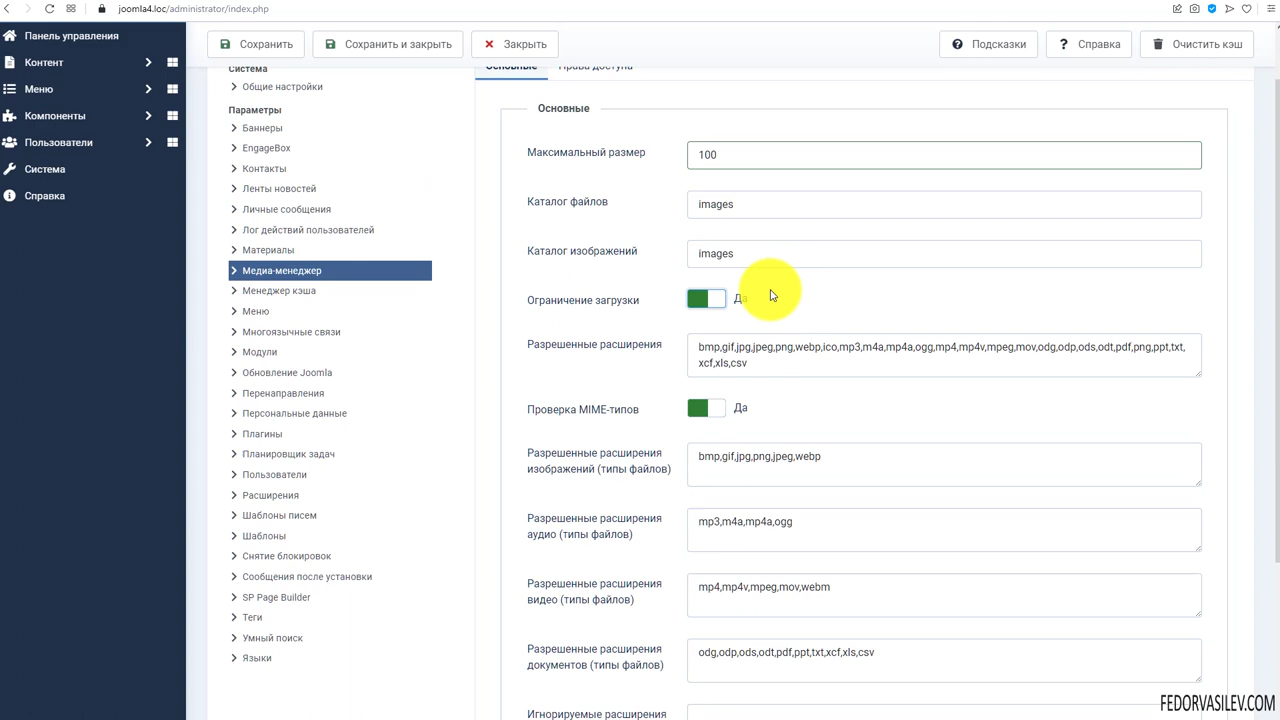 joomla4.loc/administrator/index.php
Панель управления
Контент
Меню
Компоненты
Пользователи
Система
Справка
Сохранить
Сохранить и закрыть
Закрыть
Подсказки
Справка
Очистить кэш
Система
Общие настройки
Параметры
Баннеры
EngageBox
Контакты
Ленты новостей
Личные сообщения
Лог действий пользователей
Материалы
Медиа-менеджер
Менеджер кэша
Меню
Многоязычные связи
Модули
Обновление Joomla
Перенаправления
Персональные данные
Плагины
Планировщик задач
Пользователи
Расширения
Шаблоны писем
Шаблоны
Снятие блокировок
Сообщения после установки
SP Page Builder
Теги
Умный поиск
Языки
Основные
Права доступа
Основные
Максимальный размер
100
Каталог файлов
images
Каталог изображений
images
Ограничение загрузки
Да
Разрешенные расширения
bmp,gif,jpg,jpeg,png,webp,ico,mp3,m4a,mp4a,ogg,mp4,mp4v,mpeg,mov,odg,odp,ods,odt,pdf,png,ppt,txt,
xcf,xls,csv
Проверка MIME-типов
Да
Разрешенные расширения
изображений (типы файлов)
bmp,gif,jpg,png,jpeg,webp
Разрешенные расширения
аудио (типы файлов)
mp3,m4a,mp4a,ogg
Разрешенные расширения
видео (типы файлов)
mp4,mp4v,mpeg,mov,webm
Разрешенные расширения
документов (типы файлов)
odg,odp,ods,odt,pdf,ppt,txt,xcf,xls,csv
Игнорируемые расширения
FEDORVASILEV.COM